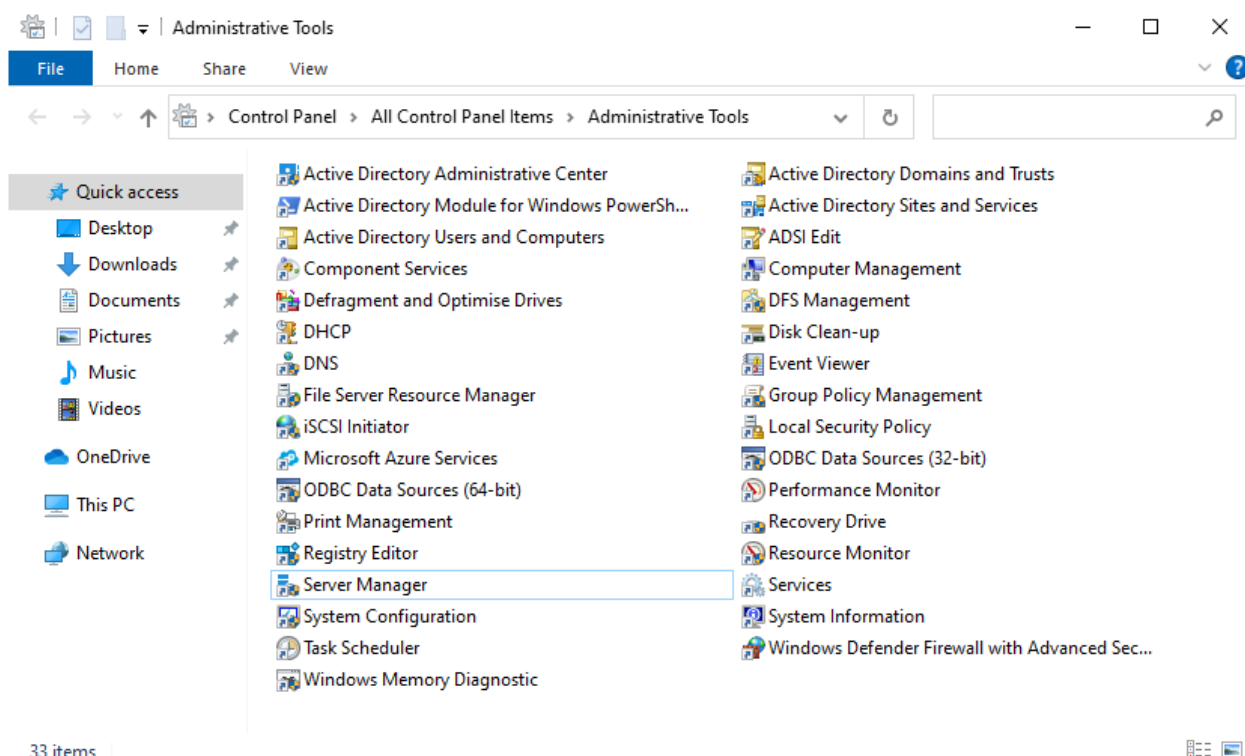 Administrative Tools
File Home Share View ?
Control Panel > All Control Panel Items > Administrative Tools
Quick access
Desktop
Downloads
Documents
Pictures
Music
Videos
OneDrive
This PC
Network
Active Directory Administrative Center Active Directory Domains and Trusts
Active Directory Module for Windows PowerSh... Active Directory Sites and Services
Active Directory Users and Computers ADSI Edit
Component Services Computer Management
Defragment and Optimise Drives DFS Management
DHCP Disk Clean-up
DNS Event Viewer
File Server Resource Manager Group Policy Management
iSCSI Initiator Local Security Policy
Microsoft Azure Services ODBC Data Sources (32-bit)
ODBC Data Sources (64-bit) Performance Monitor
Print Management Recovery Drive
Registry Editor Resource Monitor
Server Manager Services
System Configuration System Information
Task Scheduler Windows Defender Firewall with Advanced Sec...
Windows Memory Diagnostic
33 items